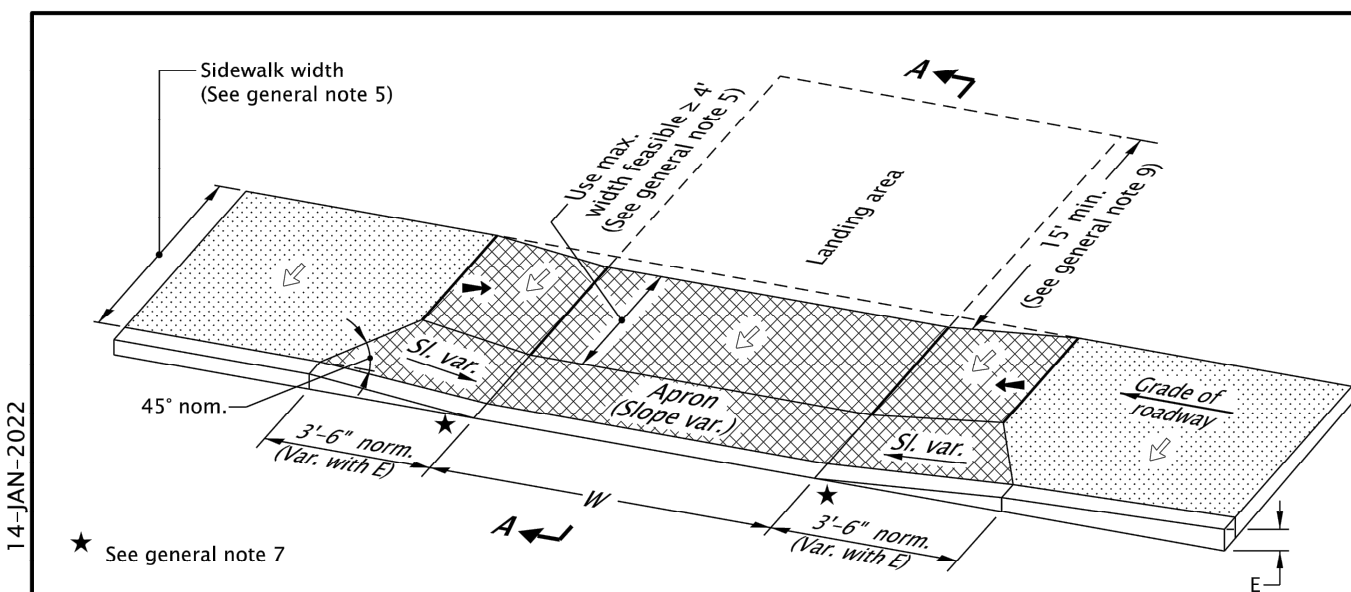 Sidewalk width
(See general note 5)
A
Use max.
width feasible ≥ 4'
(See general note 5)
Landing area
15' min.
(See general note 9)
Sl. var.
45° nom.
Apron
(Slope var.)
Grade of
roadway
Sl. var.
3'-6" norm.
(Var. with E)
W
A
3'-6" norm.
(Var. with E)
E
★ See general note 7
14-JAN-2022